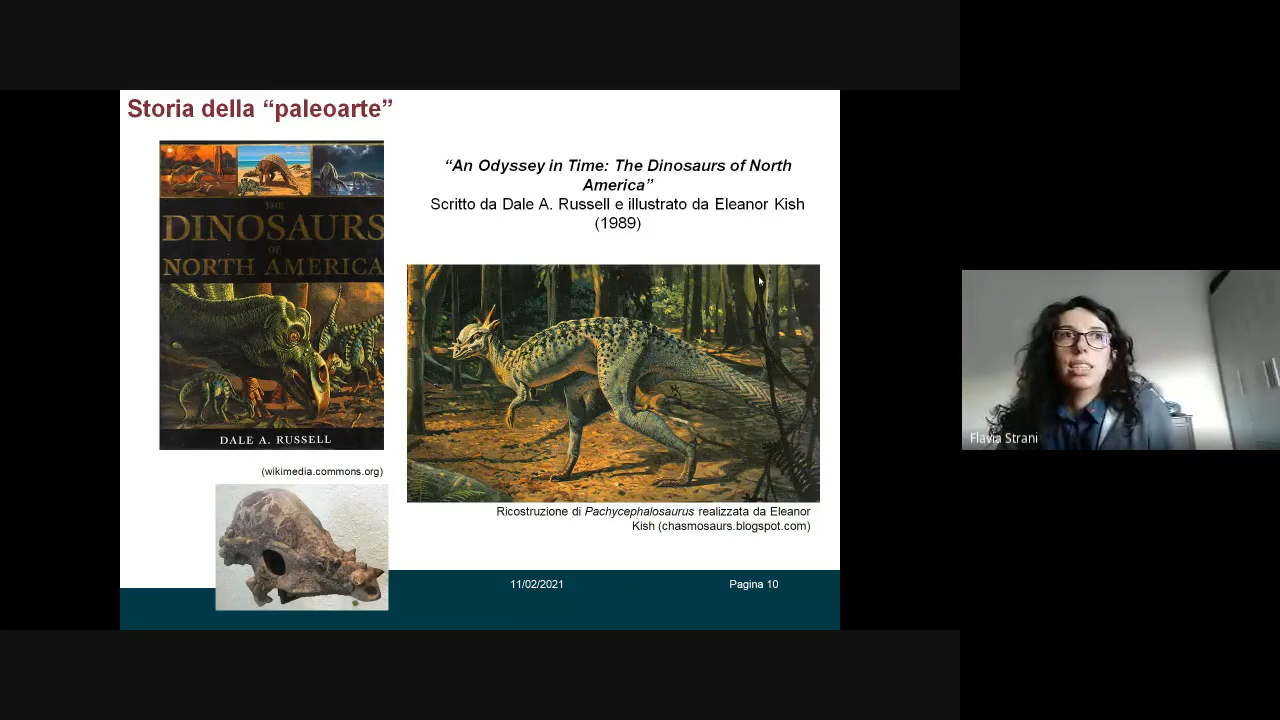 Storia della “paleoarte”
THE
DINOSAURS
OF
NORTH AMERICA
DALE A. RUSSELL
(wikimedia.commons.org)
“An Odyssey in Time: The Dinosaurs of North
America”
Scritto da Dale A. Russell e illustrato da Eleanor Kish
(1989)
Ricostruzione di Pachycephalosaurus realizzata da Eleanor
Kish (chasmosaurs.blogspot.com)
11/02/2021
Pagina 10
Flavia Strani